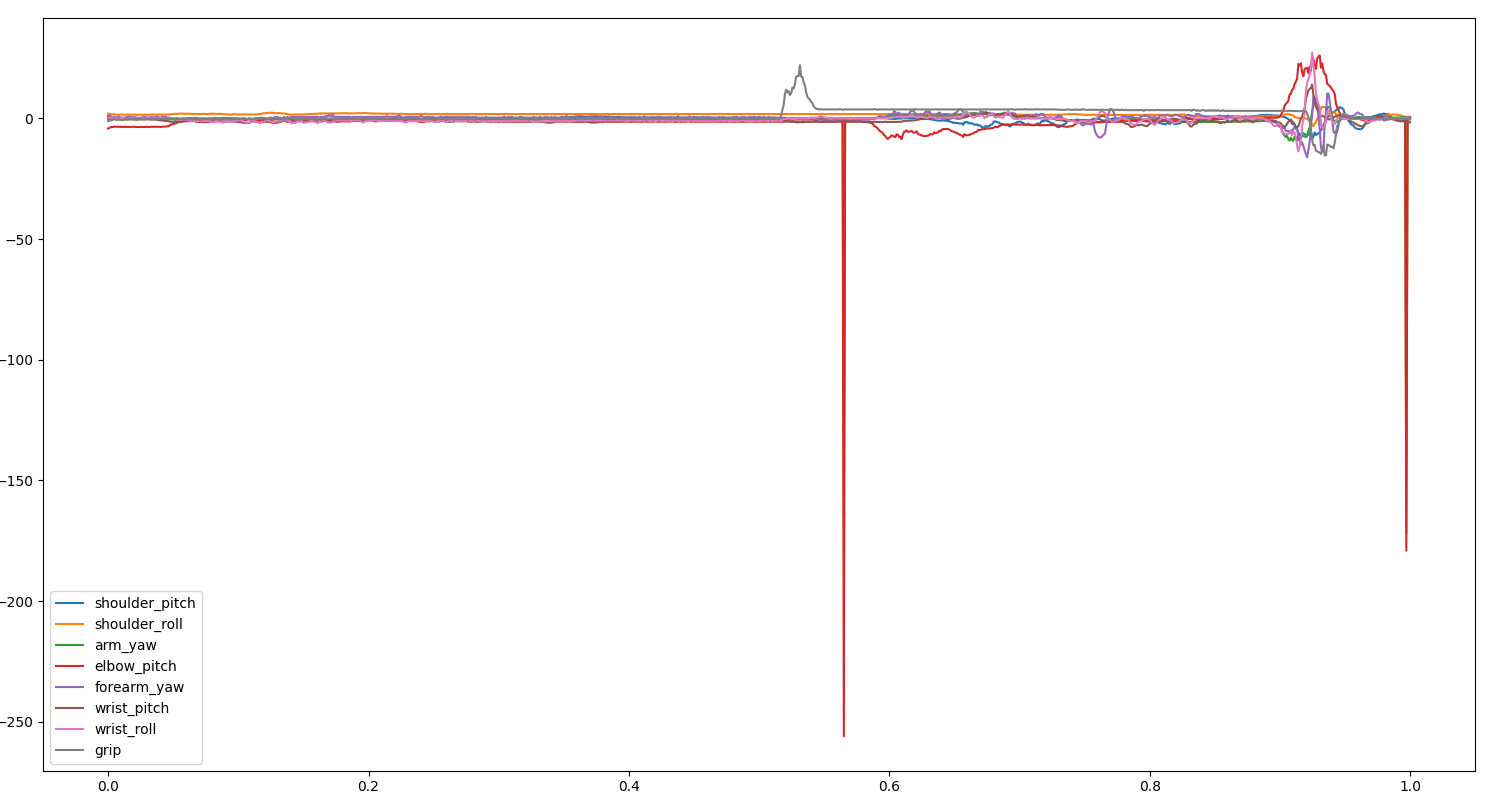 0
−50
−100
−150
−200
−250
0.0
0.2
0.4
0.6
0.8
1.0
shoulder_pitch
shoulder_roll
arm_yaw
elbow_pitch
forearm_yaw
wrist_pitch
wrist_roll
grip